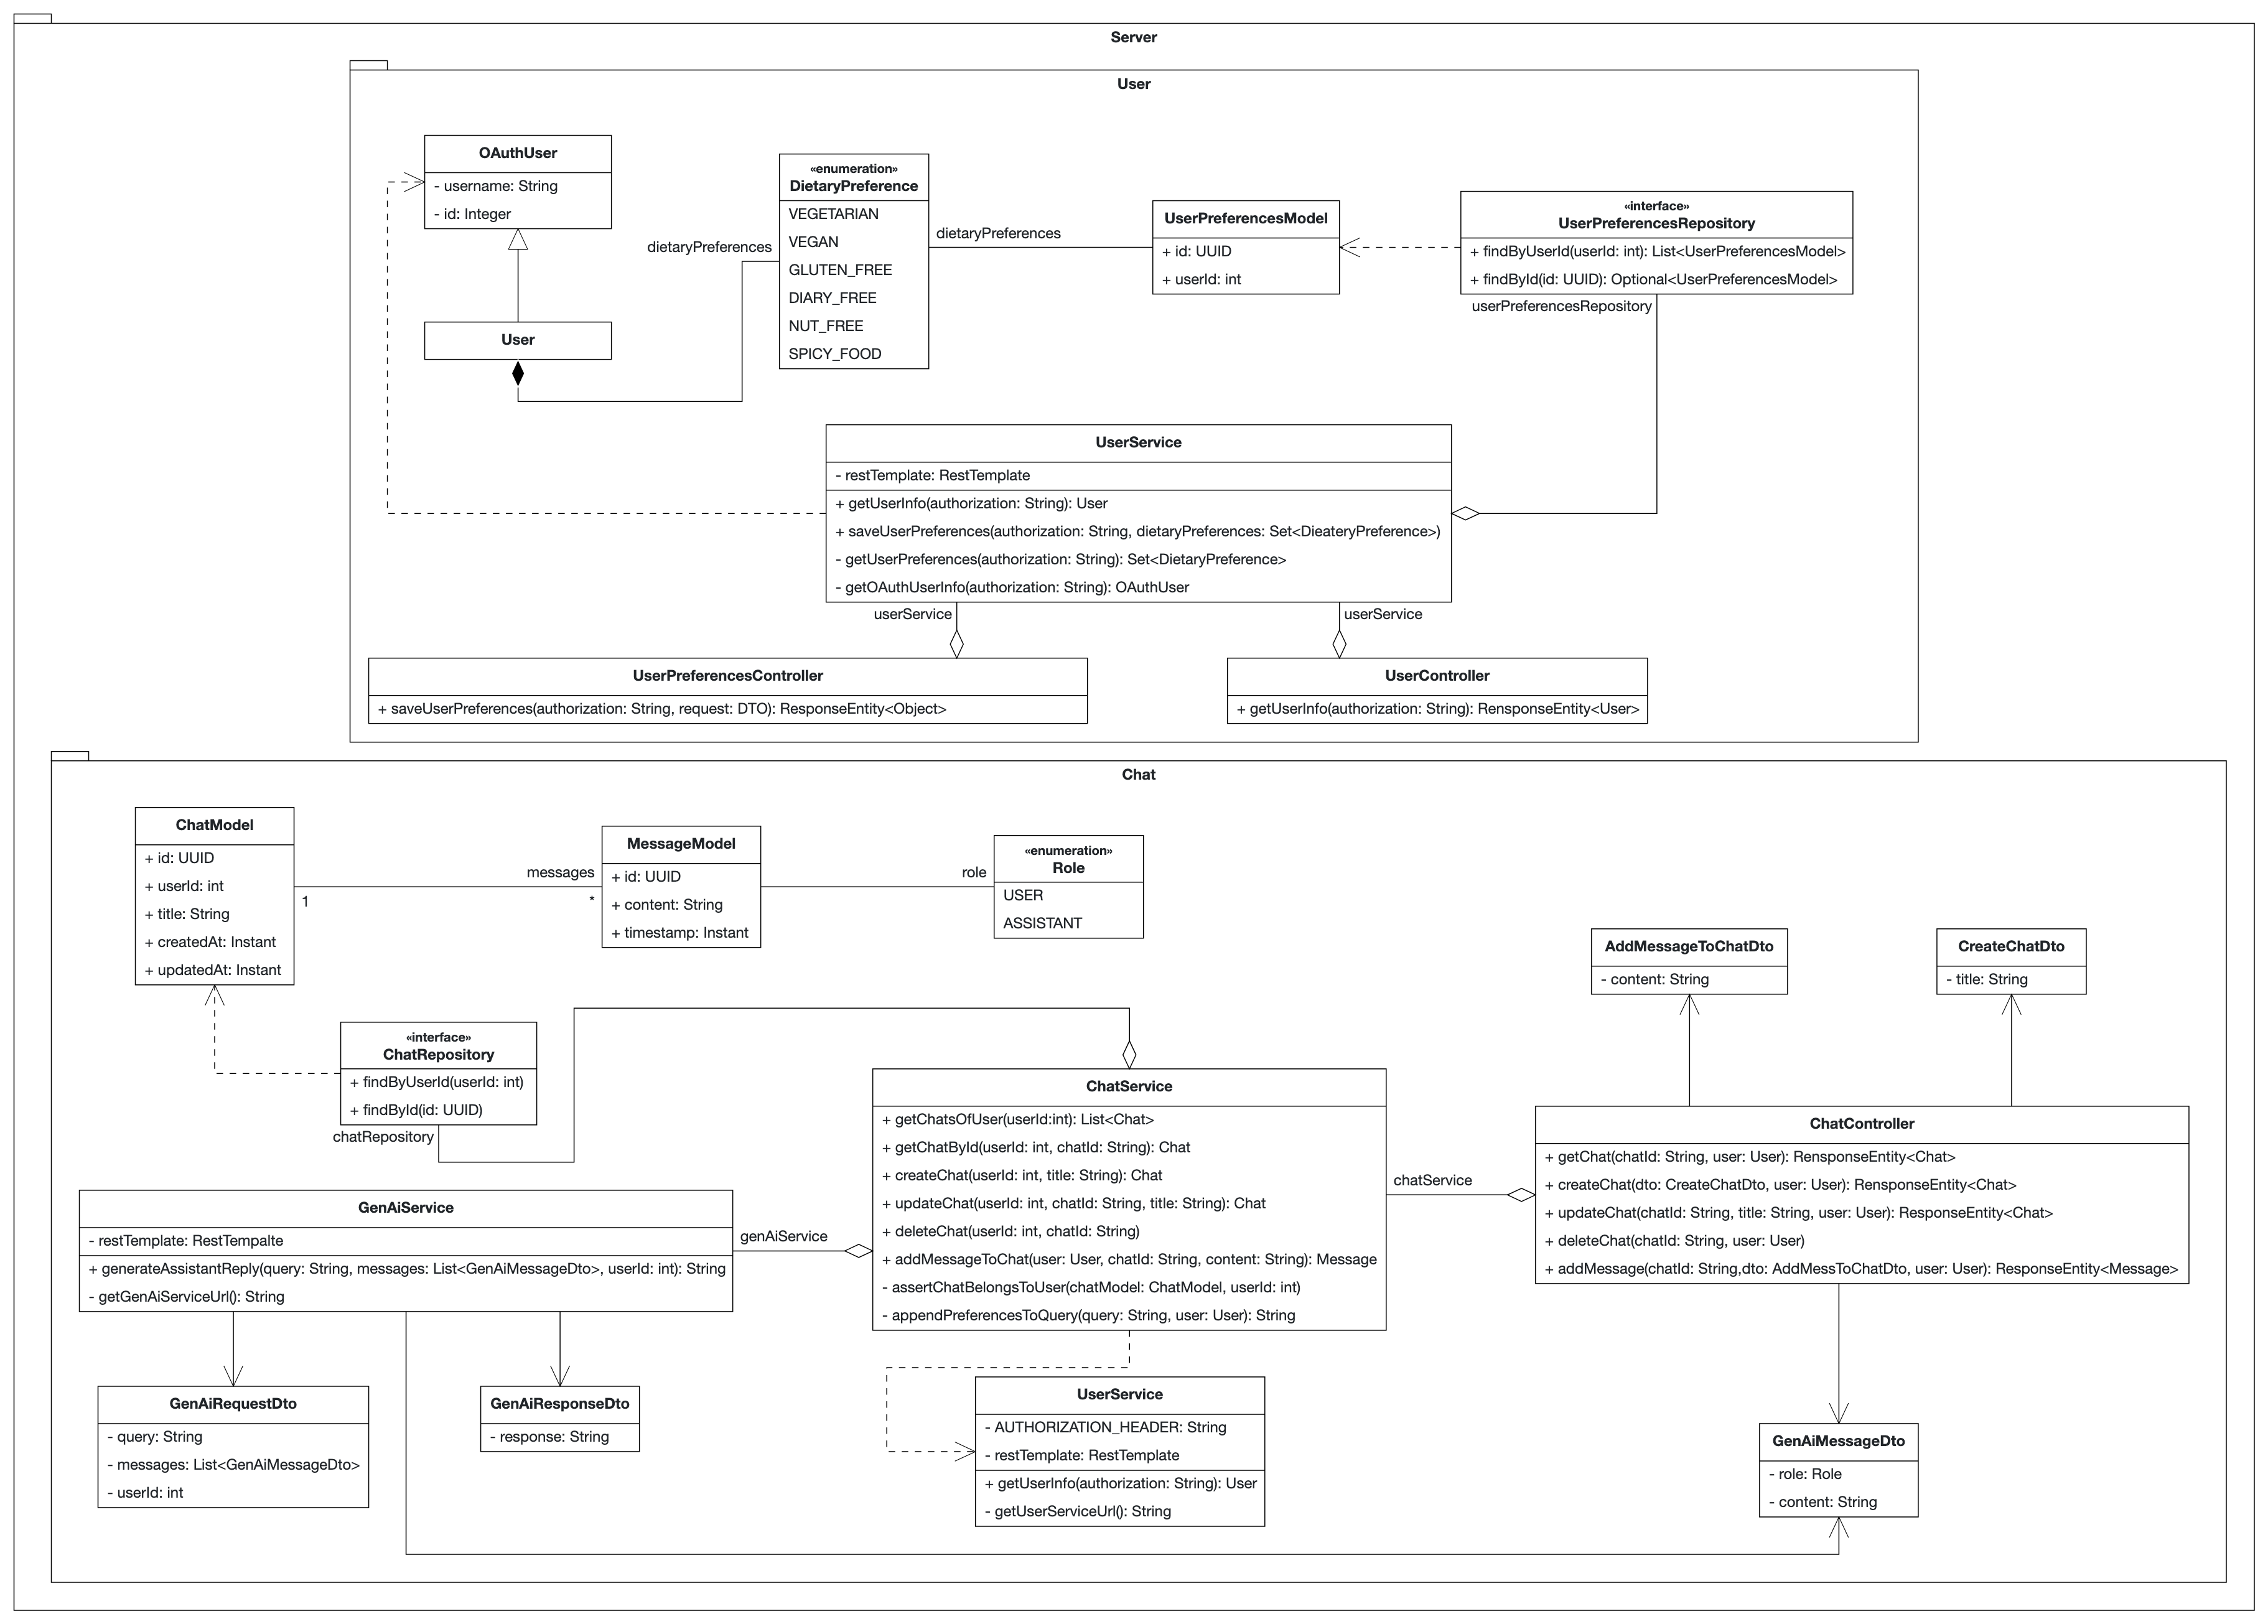 Server
User
OAuthUser
- username: String
- id: Integer
User
dietaryPreferences
«enumeration»
DietaryPreference
VEGETARIAN
VEGAN
GLUTEN_FREE
DIARY_FREE
NUT_FREE
SPICY_FOOD
dietaryPreferences
UserPreferencesModel
+ id: UUID
+ userId: int
«interface»
UserPreferencesRepository
+ findByUserId(userId: int): List<UserPreferencesModel>
+ findById(id: UUID): Optional<UserPreferencesModel>
userPreferencesRepository
UserService
- restTemplate: RestTemplate
+ getUserInfo(authorization: String): User
+ saveUserPreferences(authorization: String, dietaryPreferences: Set<DieateryPreference>)
- getUserPreferences(authorization: String): Set<DietaryPreference>
- getOAuthUserInfo(authorization: String): OAuthUser
userService
userService
UserPreferencesController
+ saveUserPreferences(authorization: String, request: DTO): ResponseEntity<Object>
UserController
+ getUserInfo(authorization: String): RensponseEntity<User>
Chat
ChatModel
+ id: UUID
+ userId: int
+ title: String
+ createdAt: Instant
+ updatedAt: Instant
1
messages
*
MessageModel
+ id: UUID
+ content: String
+ timestamp: Instant
role
«enumeration»
Role
USER
ASSISTANT
AddMessageToChatDto
- content: String
CreateChatDto
- title: String
«interface»
ChatRepository
+ findByUserId(userId: int)
+ findById(id: UUID)
chatRepository
ChatService
+ getChatsOfUser(userId:int): List<Chat>
+ getChatById(userId: int, chatId: String): Chat
+ createChat(userId: int, title: String): Chat
+ updateChat(userId: int, chatId: String, title: String): Chat
+ deleteChat(userId: int, chatId: String)
+ addMessageToChat(user: User, chatId: String, content: String): Message
- assertChatBelongsToUser(chatModel: ChatModel, userId: int)
- appendPreferencesToQuery(query: String, user: User): String
chatService
ChatController
+ getChat(chatId: String, user: User): RensponseEntity<Chat>
+ createChat(dto: CreateChatDto, user: User): RensponseEntity<Chat>
+ updateChat(chatId: String, title: String, user: User): ResponseEntity<Chat>
+ deleteChat(chatId: String, user: User)
+ addMessage(chatId: String,dto: AddMessToChatDto, user: User): ResponseEntity<Message>
GenAiService
- restTemplate: RestTempalte
+ generateAssistantReply(query: String, messages: List<GenAiMessageDto>, userId: int): String
- getGenAiServiceUrl(): String
genAiService
GenAiRequestDto
- query: String
- messages: List<GenAiMessageDto>
- userId: int
GenAiResponseDto
- response: String
UserService
- AUTHORIZATION_HEADER: String
- restTemplate: RestTemplate
+ getUserInfo(authorization: String): User
- getUserServiceUrl(): String
GenAiMessageDto
- role: Role
- content: String